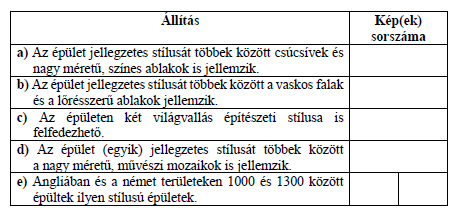 Állítás
Kép(ek)
sorszáma
a) Az épület jellegzetes stílusát többek között csúcsívek és
nagy méretű, színes ablakok is jellemzik.
b) Az épület jellegzetes stílusát többek között a vaskos falak
és a lőrésszerű ablakok jellemzik.
c) Az épületen két világvallás építészeti stílusa is
felfedezhető.
d) Az épület (egyik) jellegzetes stílusát többek között
a nagy méretű, művészi mozaikok is jellemzik.
e) Angliában és a német területeken 1000 és 1300 között
épültek ilyen stílusú épületek.